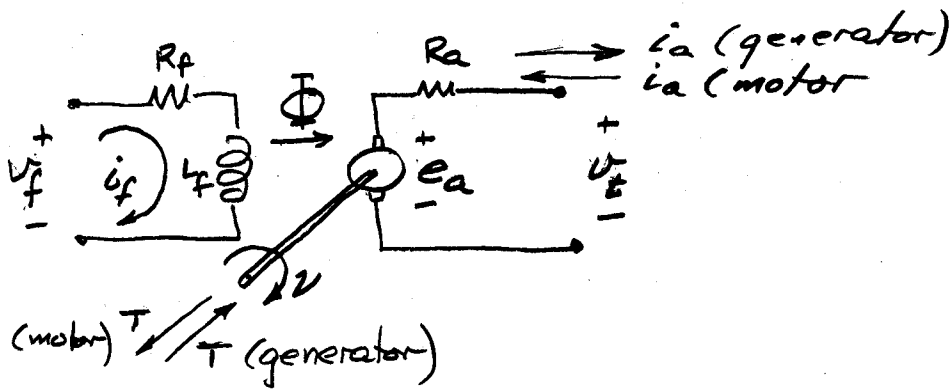 Rf
Φ
Ra
ia (generator)
ia (motor
+
vf
-
if
Lf
+
ea
-
+
vt
-
ν
(motor) T
T (generator)